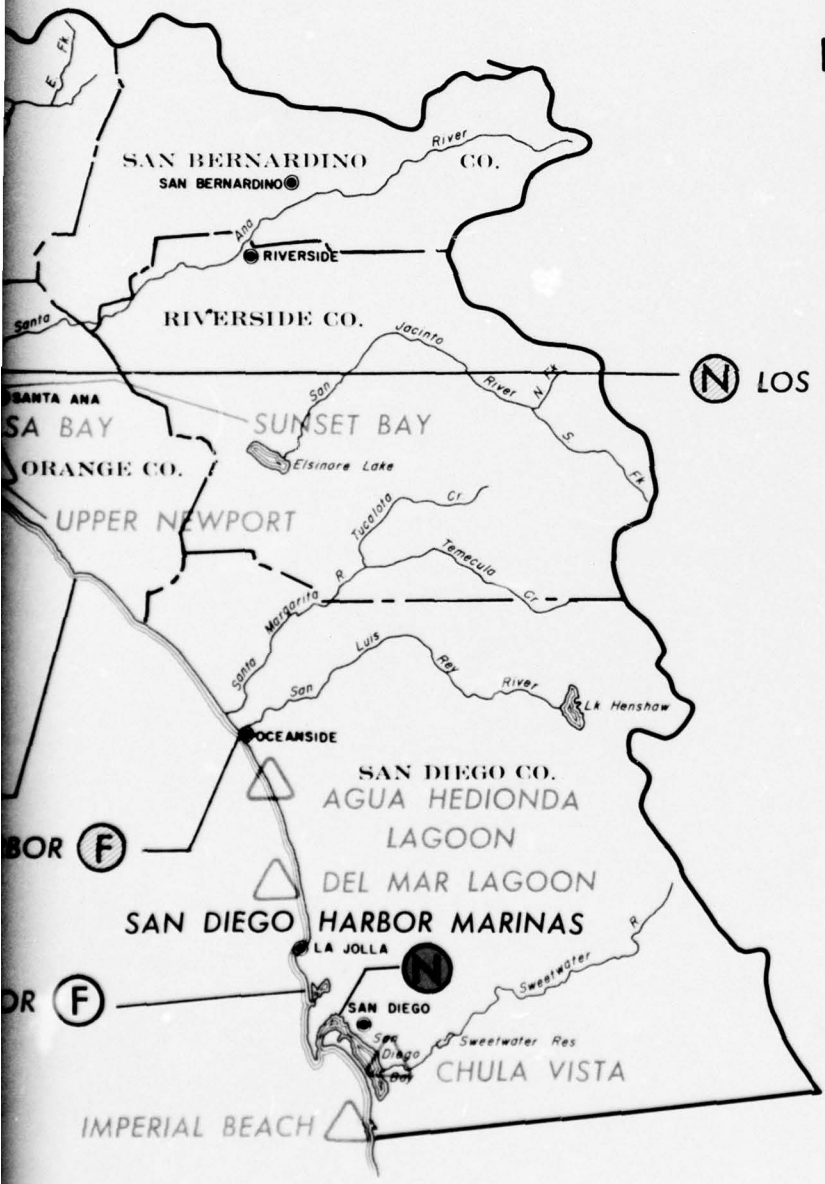 E Fk
River
SAN BERNARDINO CO.
SAN BERNARDINO
Ana
RIVERSIDE
Santa
RIVERSIDE CO.
Jacinto
San
River
N Fk
N LOS
SANTA ANA
SA BAY
SUNSET BAY
S Fk
ORANGE CO.
Elsinore Lake
UPPER NEWPORT
Tucalota Cr
Temecula Cr
Santa Margarita R
San Luis Rey River
Lk Henshaw
OCEANSIDE
SAN DIEGO CO.
AGUA HEDIONDA
LAGOON
BOR F
DEL MAR LAGOON
SAN DIEGO HARBOR MARINAS
LA JOLLA
N
Sweetwater R
OR F
SAN DIEGO
San
Diego
Bay
Sweetwater Res
CHULA VISTA
IMPERIAL BEACH